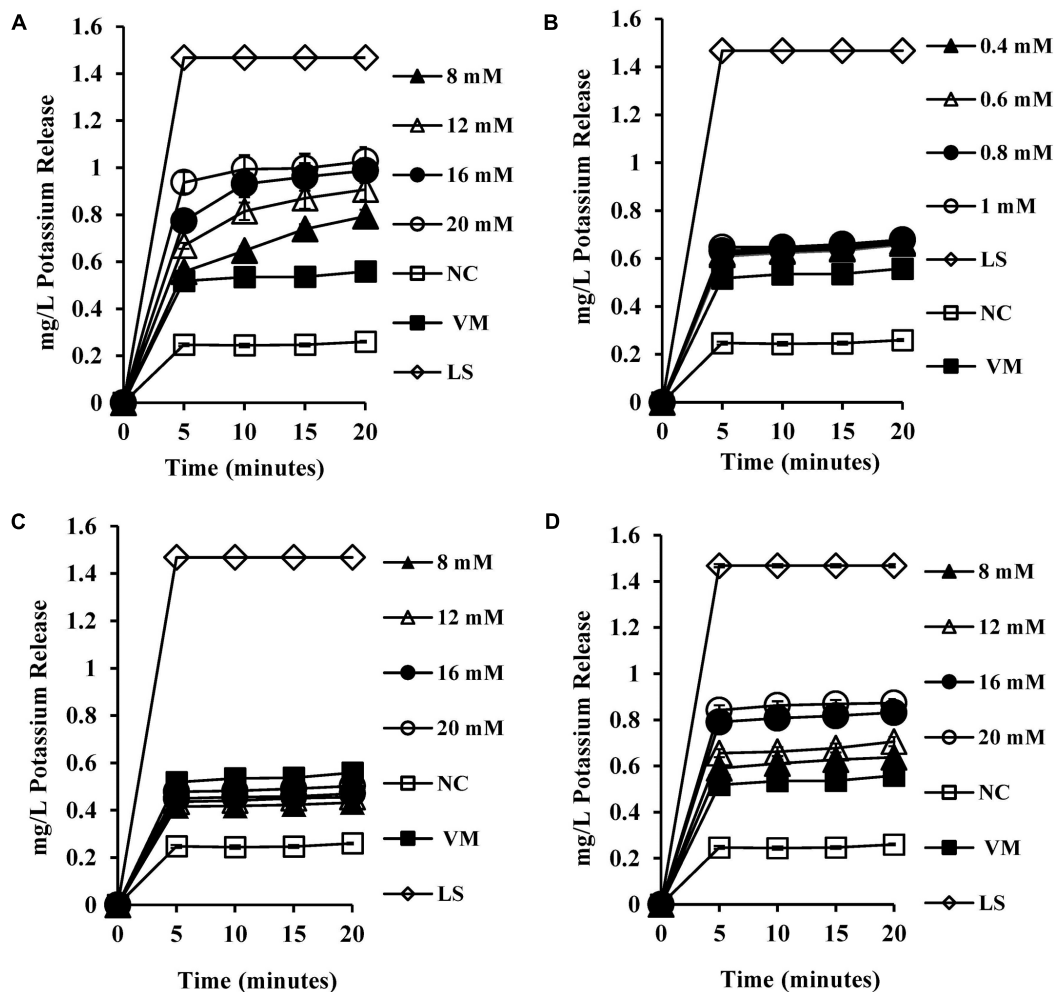 A
mg/L Potassium Release
1.6
1.4
1.2
1
0.8
0.6
0.4
0.2
0
0 5 10 15 20
Time (minutes)
8 mM
12 mM
16 mM
20 mM
NC
VM
LS
B
mg/L Potassium Release
1.6
1.4
1.2
1
0.8
0.6
0.4
0.2
0
0 5 10 15 20
Time (minutes)
0.4 mM
0.6 mM
0.8 mM
1 mM
LS
NC
VM
C
mg/L Potassium Release
1.6
1.4
1.2
1
0.8
0.6
0.4
0.2
0
0 5 10 15 20
Time (minutes)
8 mM
12 mM
16 mM
20 mM
NC
VM
LS
D
mg/L Potassium Release
1.6
1.4
1.2
1
0.8
0.6
0.4
0.2
0
0 5 10 15 20
Time (minutes)
8 mM
12 mM
16 mM
20 mM
NC
VM
LS